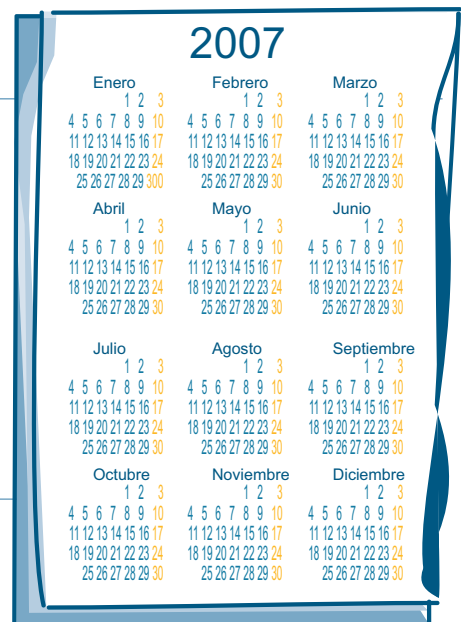 2007
Enero Febrero Marzo
1 2 3 1 2 3 1 2 3
4 5 6 7 8 9 10 4 5 6 7 8 9 10 4 5 6 7 8 9 10
11 12 13 14 15 16 17 11 12 13 14 15 16 17 11 12 13 14 15 16 17
18 19 20 21 22 23 24 18 19 20 21 22 23 24 18 19 20 21 22 23 24
25 26 27 28 29 300 25 26 27 28 29 30 25 26 27 28 29 30
Abril Mayo Junio
1 2 3 1 2 3 1 2 3
4 5 6 7 8 9 10 4 5 6 7 8 9 10 4 5 6 7 8 9 10
11 12 13 14 15 16 17 11 12 13 14 15 16 17 11 12 13 14 15 16 17
18 19 20 21 22 23 24 18 19 20 21 22 23 24 18 19 20 21 22 23 24
25 26 27 28 29 30 25 26 27 28 29 30 25 26 27 28 29 30
Julio Agosto Septiembre
1 2 3 1 2 3 1 2 3
4 5 6 7 8 9 10 4 5 6 7 8 9 10 4 5 6 7 8 9 10
11 12 13 14 15 16 17 11 12 13 14 15 16 17 11 12 13 14 15 16 17
18 19 20 21 22 23 24 18 19 20 21 22 23 24 18 19 20 21 22 23 24
25 26 27 28 29 30 25 26 27 28 29 30 25 26 27 28 29 30
Octubre Noviembre Diciembre
1 2 3 1 2 3 1 2 3
4 5 6 7 8 9 10 4 5 6 7 8 9 10 4 5 6 7 8 9 10
11 12 13 14 15 16 17 11 12 13 14 15 16 17 11 12 13 14 15 16 17
18 19 20 21 22 23 24 18 19 20 21 22 23 24 18 19 20 21 22 23 24
25 26 27 28 29 30 25 26 27 28 29 30 25 26 27 28 29 30